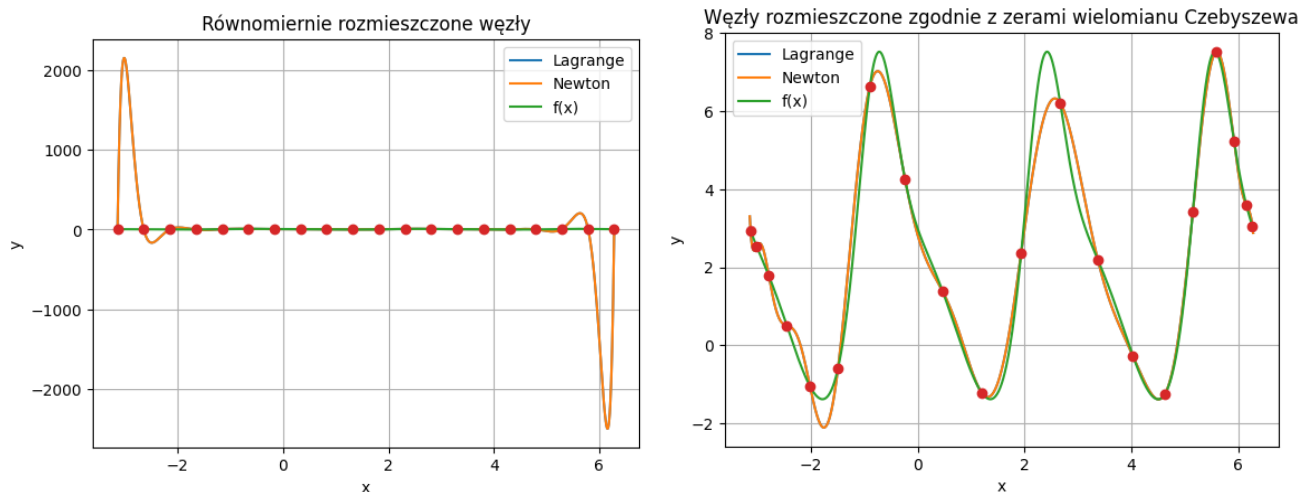 Równomiernie rozmieszczone węzły
Lagrange
Newton
f(x)
2000
1000
0
−1000
−2000
y
−2 0 2 4 6
x
Węzły rozmieszczone zgodnie z zerami wielomianu Czebyszewa
Lagrange
Newton
f(x)
8
6
4
2
0
−2
y
−2 0 2 4 6
x